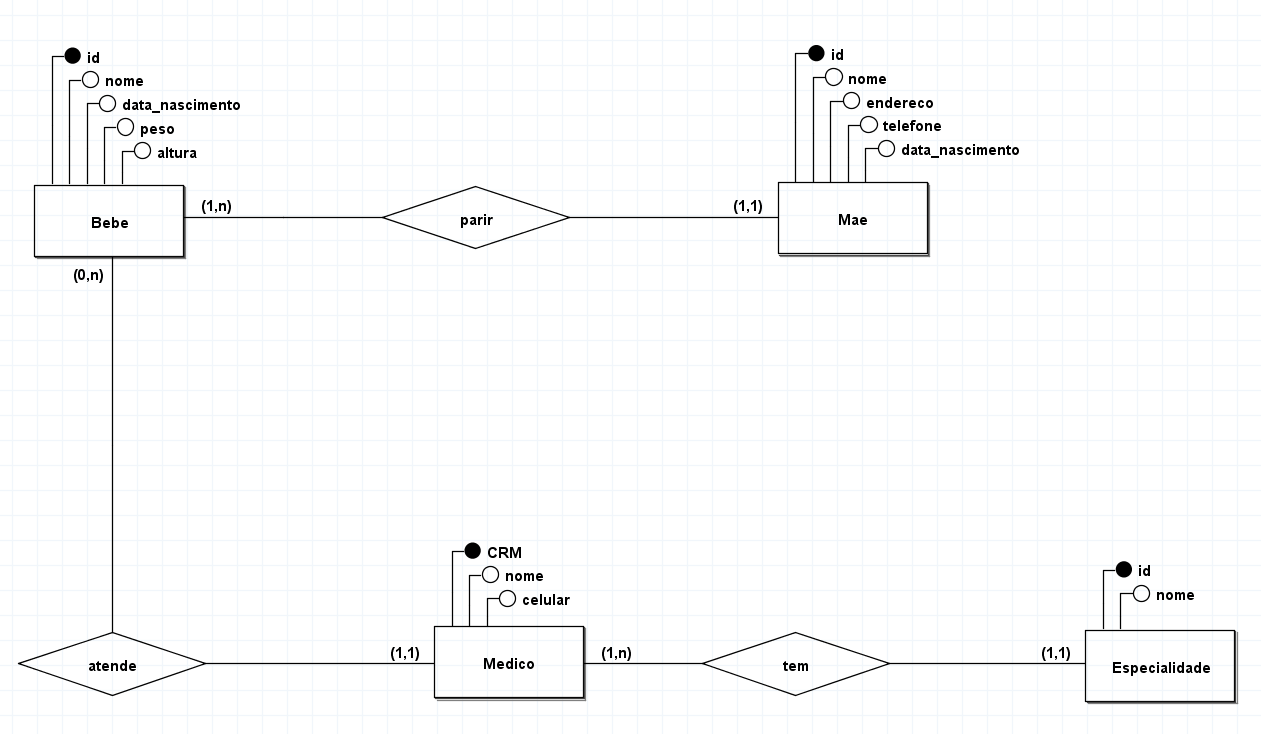 id
nome
data_nascimento
peso
altura
Bebe
(1,n)
parir
(1,1)
id
nome
endereco
telefone
data_nascimento
Mae
(0,n)
atende
(1,1)
CRM
nome
celular
Medico
(1,n)
tem
(1,1)
id
nome
Especialidade